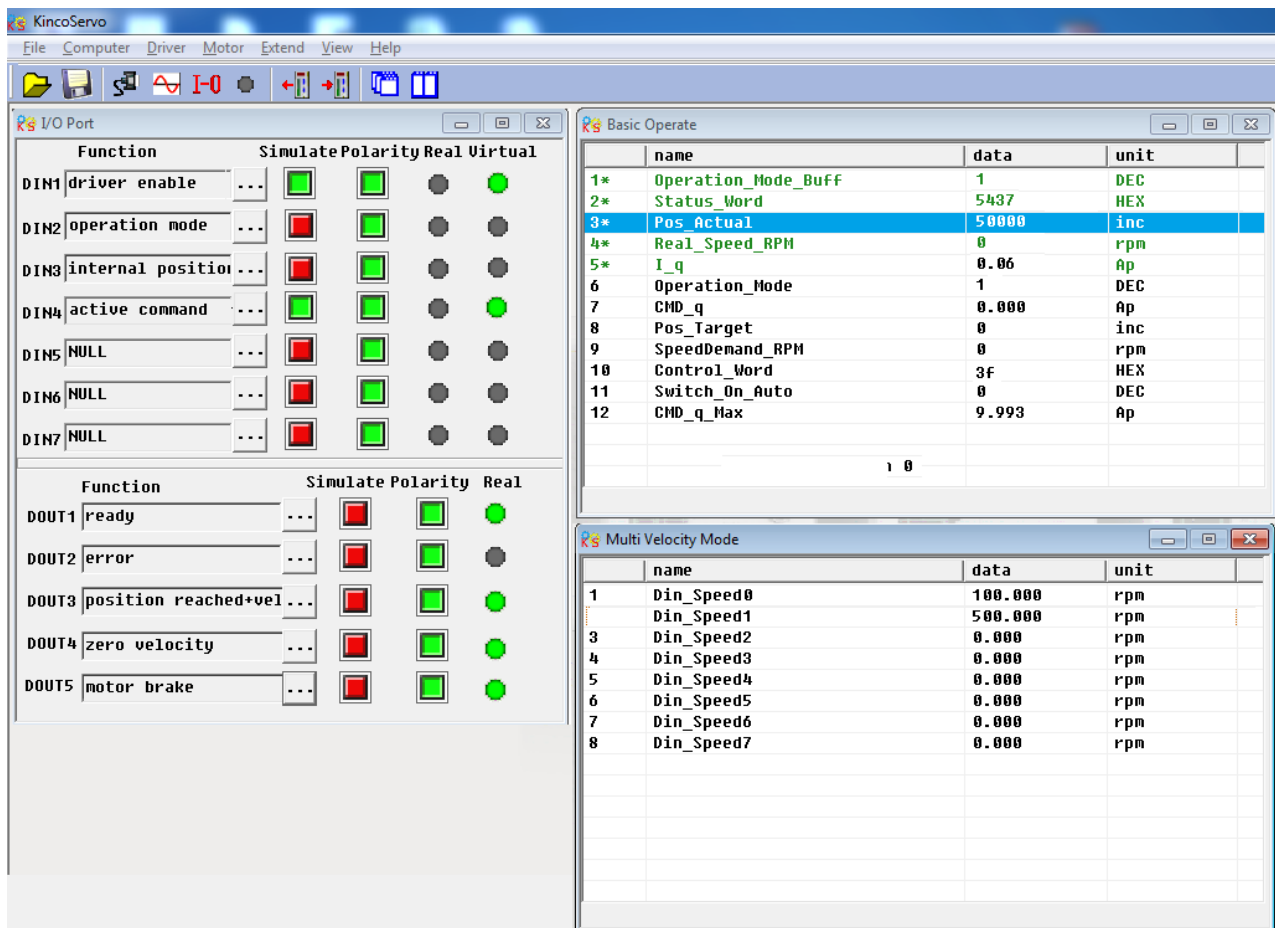 KincoServo
File Computer Driver Motor Extend View Help
I/O Port
Function Simulate Polarity Real Virtual
DIN1 driver enable ...
DIN2 operation mode ...
DIN3 internal positio ...
DIN4 active command ...
DIN5 NULL ...
DIN6 NULL ...
DIN7 NULL ...
Function Simulate Polarity Real
DOUT1 ready ...
DOUT2 error ...
DOUT3 position reached+vel ...
DOUT4 zero velocity ...
DOUT5 motor brake ...
Basic Operate
name data unit
1* Operation_Mode_Buff 1 DEC
2* Status_Word 5437 HEX
3* Pos_Actual 50000 inc
4* Real_Speed_RPM 0 rpm
5* I_q 0.06 Ap
6 Operation_Mode 1 DEC
7 CMD_q 0.000 Ap
8 Pos_Target 0 inc
9 SpeedDemand_RPM 0 rpm
10 Control_Word 3f HEX
11 Switch_On_Auto 0 DEC
12 CMD_q_Max 9.993 Ap
0
Multi Velocity Mode
name data unit
1 Din_Speed0 100.000 rpm
Din_Speed1 500.000 rpm
3 Din_Speed2 0.000 rpm
4 Din_Speed3 0.000 rpm
5 Din_Speed4 0.000 rpm
6 Din_Speed5 0.000 rpm
7 Din_Speed6 0.000 rpm
8 Din_Speed7 0.000 rpm